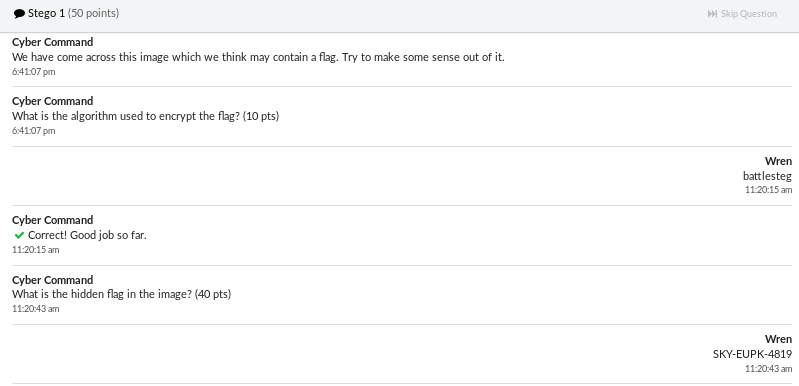 Stego 1 (50 points)
Skip Question
Cyber Command
We have come across this image which we think may contain a flag. Try to make some sense out of it.
6:41:07 pm
Cyber Command
What is the algorithm used to encrypt the flag? (10 pts)
6:41:07 pm
Wren
battlesteg
11:20:15 am
Cyber Command
Correct! Good job so far.
11:20:15 am
Cyber Command
What is the hidden flag in the image? (40 pts)
11:20:43 am
Wren
SKY-EUPK-4819
11:20:43 am